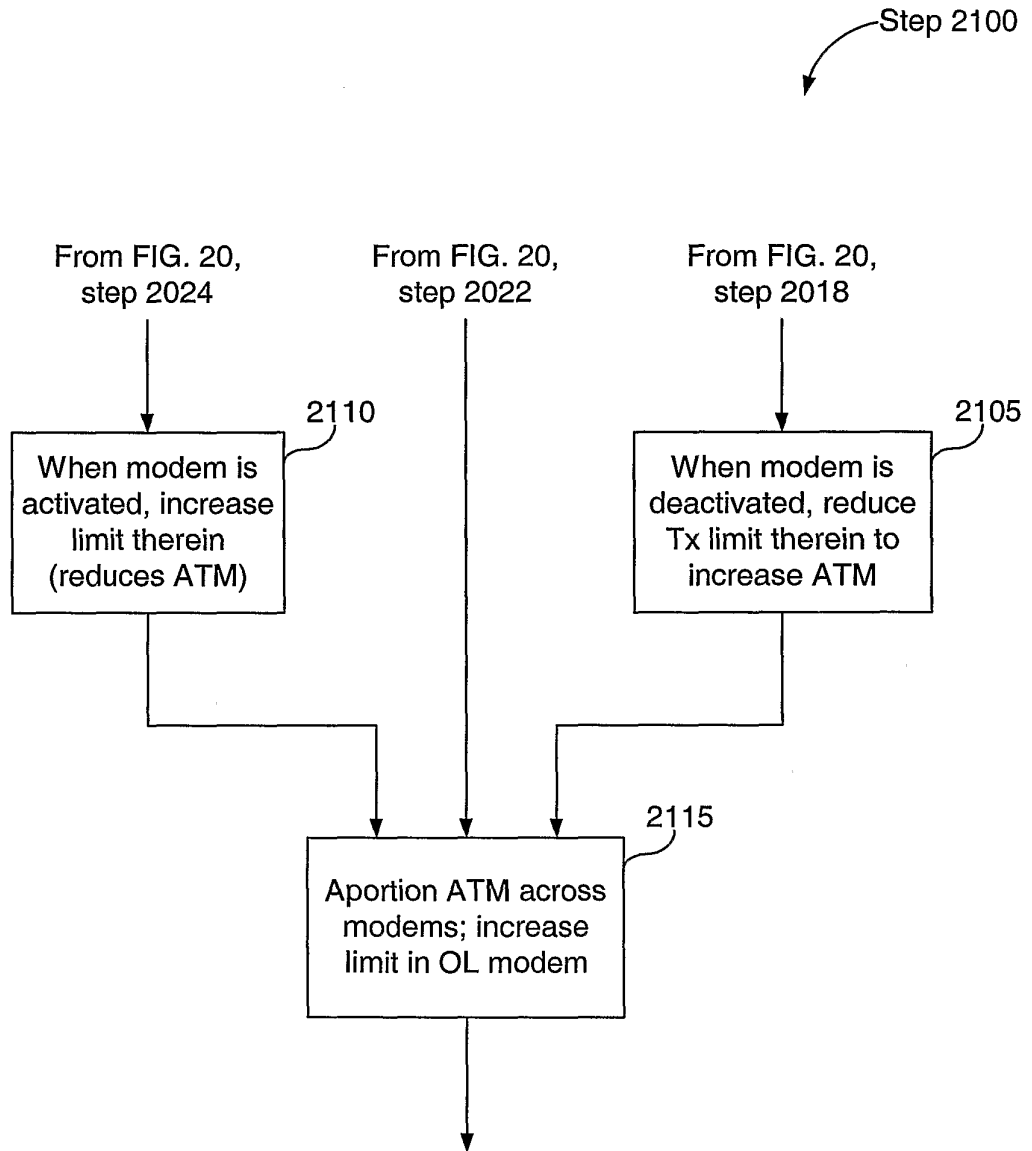 Step 2100
From FIG. 20,
step 2024
From FIG. 20,
step 2022
From FIG. 20,
step 2018
2110
When modem is
activated, increase
limit therein
(reduces ATM)
2105
When modem is
deactivated, reduce
Tx limit therein to
increase ATM
2115
Aportion ATM across
modems; increase
limit in OL modem